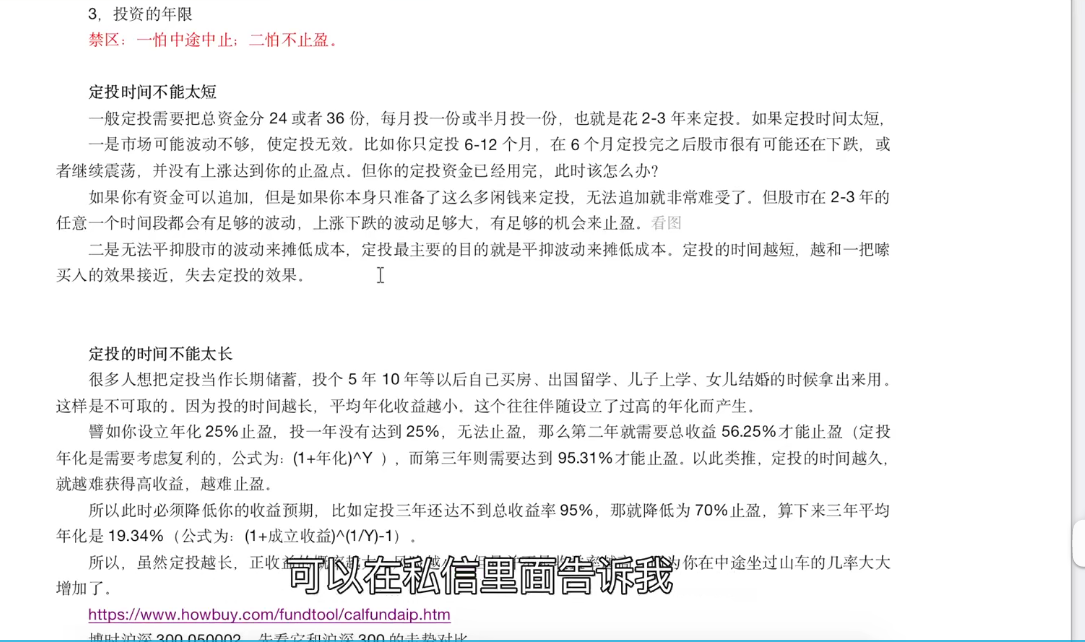 3，投资的年限
禁区：一怕中途中止；二怕不止盈。
定投时间不能太短
一般定投需要把总资金分 24 或者 36 份，每月投一份或半月投一份，也就是花 2-3 年来定投。如果定投时间太短，
一是市场可能波动不够，使定投无效。比如你只定投 6-12 个月，在 6 个月定投完之后股市很有可能还在下跌，或
者继续震荡，并没有上涨达到你的止盈点。但你的定投资金已经用完，此时该怎么办？
如果你有资金可以追加，但是如果你本身只准备了这么多闲钱来定投，无法追加就非常难受了。但股市在 2-3 年的
任意一个时间段都会有足够的波动，上涨下跌的波动足够大，有足够的机会来止盈。看图
二是无法平抑股市的波动来摊低成本，定投最主要的目的就是平抑波动来摊低成本。定投的时间越短，越和一把嗦
买入的效果接近，失去定投的效果。
定投的时间不能太长
很多人想把定投当作长期储蓄，投个 5 年 10 年等以后自己买房、出国留学、儿子上学、女儿结婚的时候拿出来用。
这样是不可取的。因为投的时间越长，平均年化收益越小。这个往往伴随设立了过高的年化而产生。
譬如你设立年化 25%止盈，投一年没有达到 25%，无法止盈，那么第二年就需要总收益 56.25%才能止盈（定投
年化是需要考虑复利的，公式为：(1+年化)^Y ），而第三年则需要达到 95.31%才能止盈。以此类推，定投的时间越久，
就越难获得高收益，越难止盈。
所以此时必须降低你的收益预期，比如定投三年还达不到总收益率 95%，那就降低为 70%止盈，算下来三年平均
年化是 19.34%（公式为：(1+成立收益)^(1/Y)-1）。
所以，虽然定投越长，正收益的
为你在中途坐过山车的几率大大
可以在私信里面告诉我
增加了。
https://www.howbuy.com/fundtool/calfundaip.htm
博时沪深 300 050002，先看它和沪深 300 的走势对比